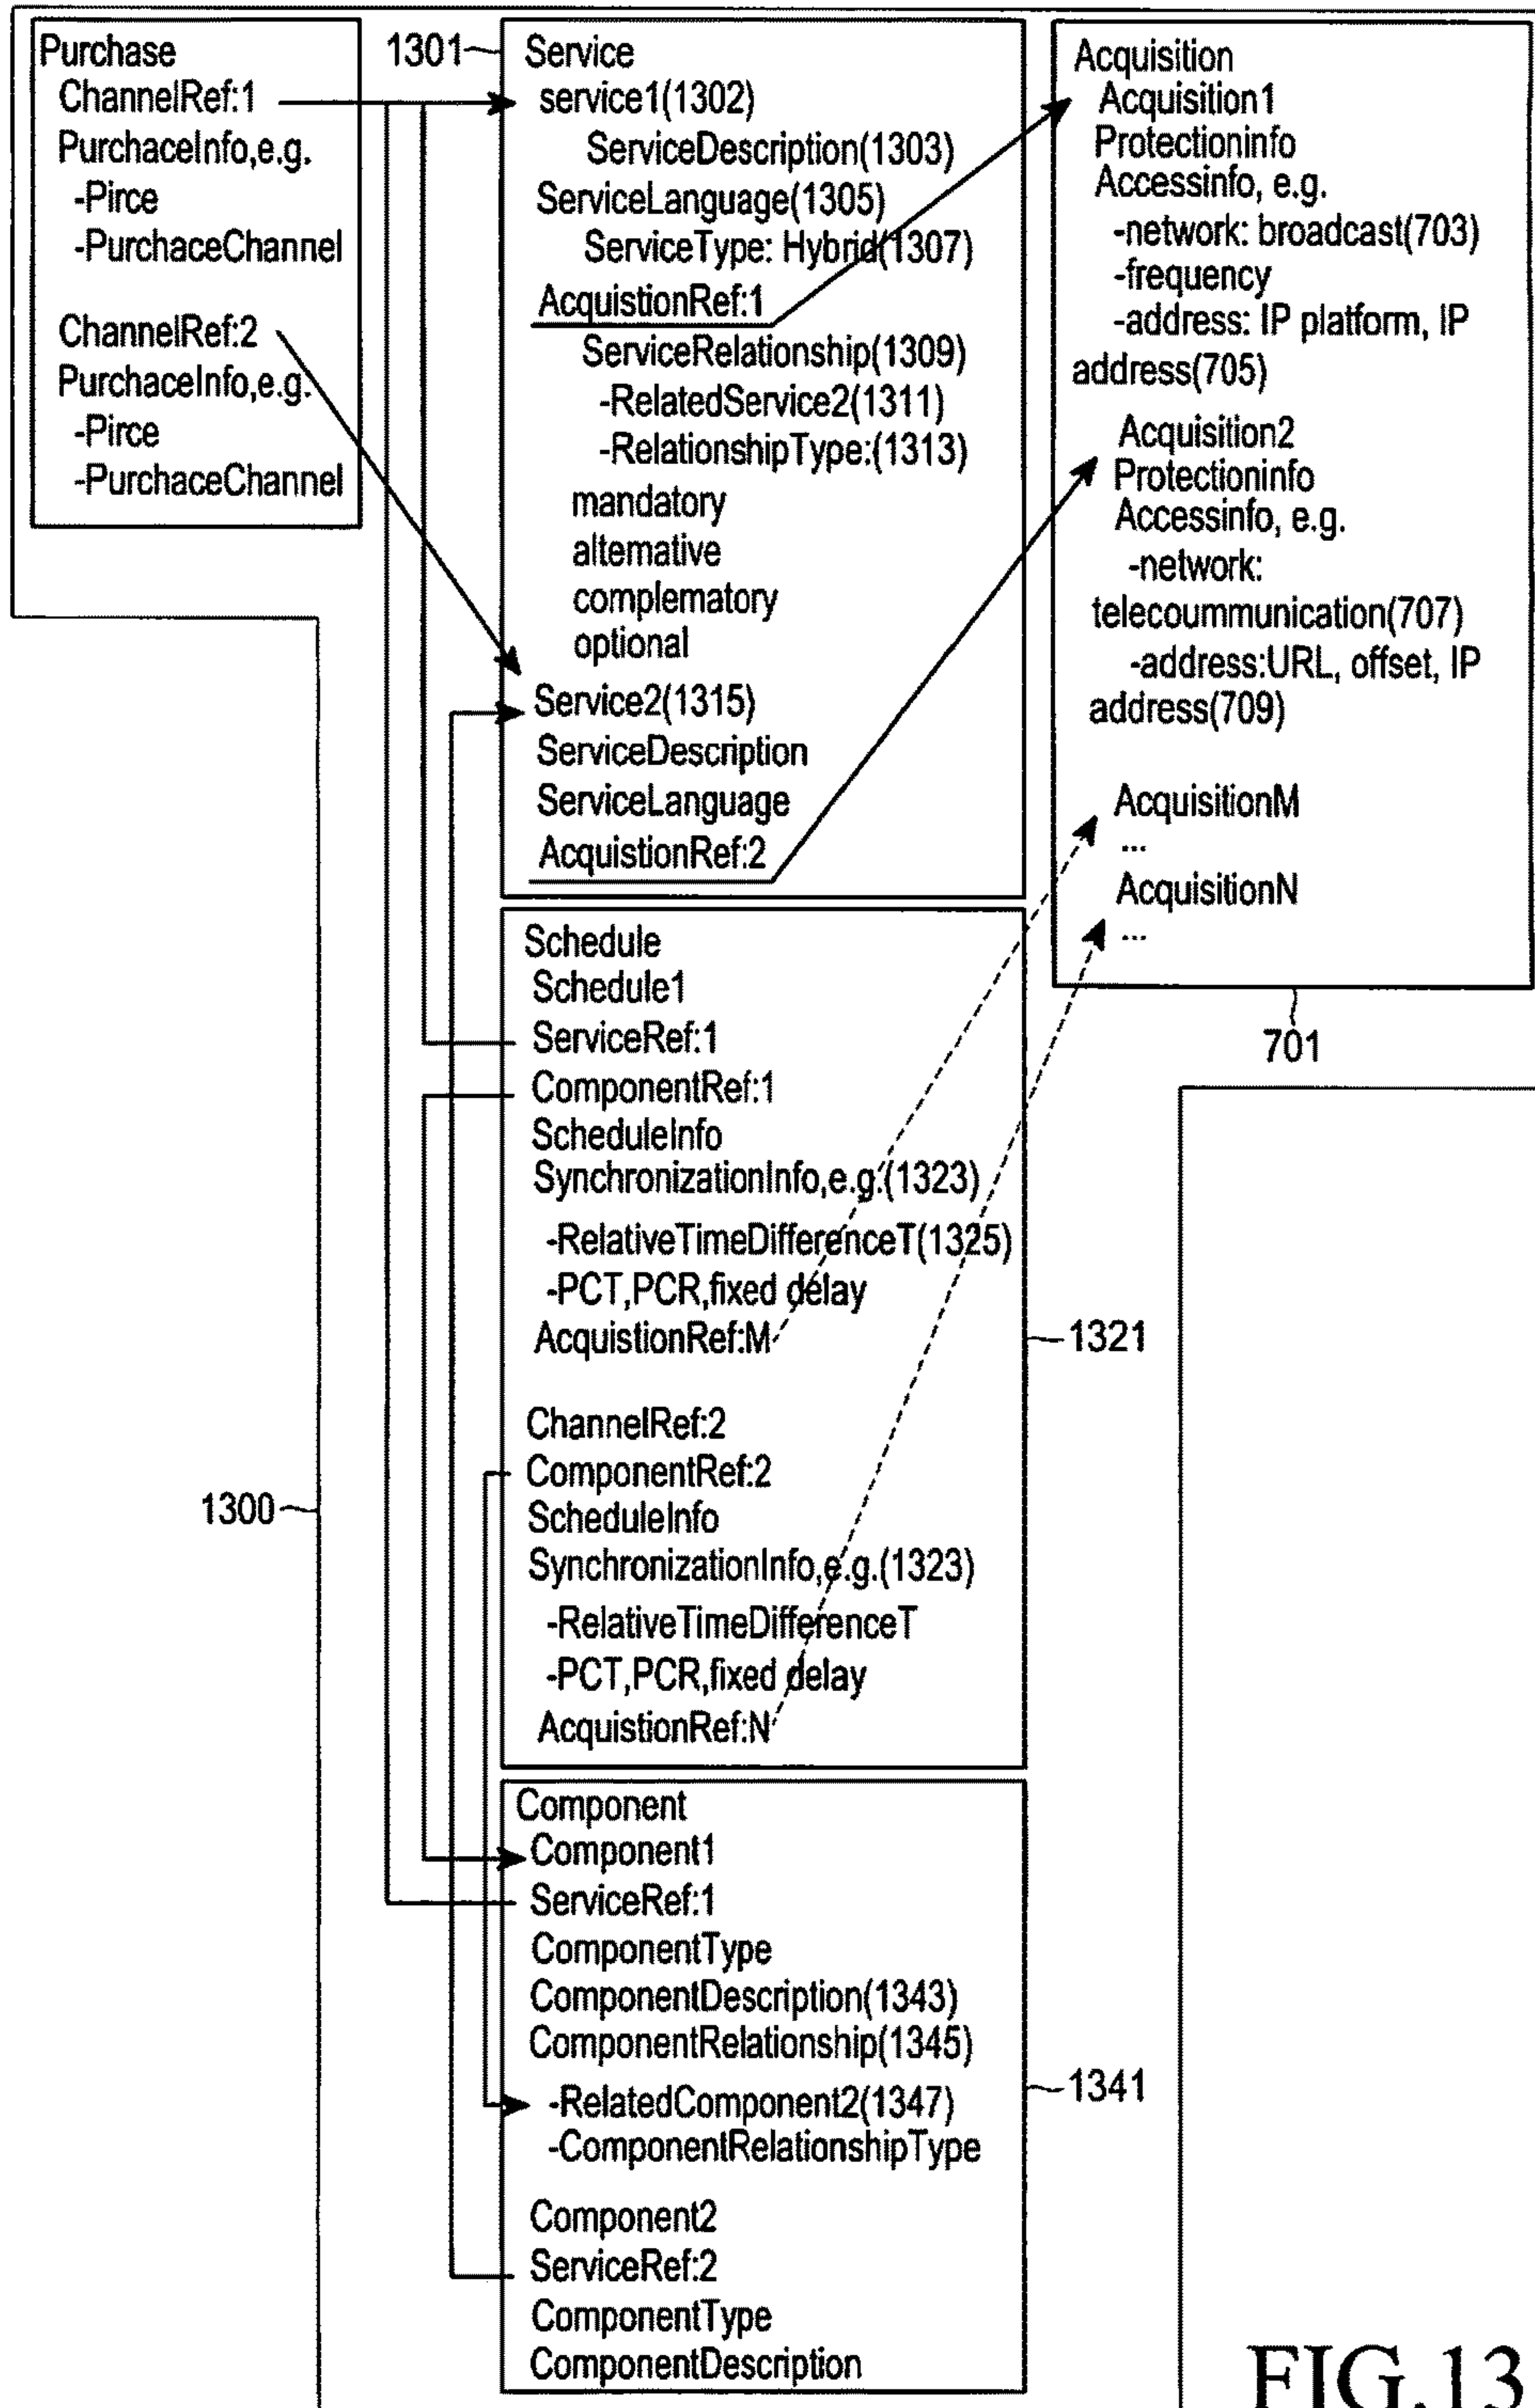 Purchase
ChannelRef:1
PurchaceInfo,e.g.
-Pirce
-PurchaceChannel
ChannelRef:2
PurchaceInfo,e.g.
-Pirce
-PurchaceChannel
1301
Service
service1(1302)
ServiceDescription(1303)
ServiceLanguage(1305)
ServiceType: Hybrid(1307)
AcquistionRef:1
ServiceRelationship(1309)
-RelatedService2(1311)
-RelationshipType:(1313)
mandatory
alternative
complematory
optional
Service2(1315)
ServiceDescription
ServiceLanguage
AcquistionRef:2
Acquisition
Acquisition1
Protectioninfo
Accessinfo, e.g.
-network: broadcast(703)
-frequency
-address: IP platform, IP
address(705)
Acquisition2
Protectioninfo
Accessinfo, e.g.
-network:
telecoummunication(707)
-address:URL, offset, IP
address(709)
AcquisitionM
...
AcquisitionN
...
701
Schedule
Schedule1
ServiceRef:1
ComponentRef:1
ScheduleInfo
SynchronizationInfo,e.g.(1323)
-RelativeTimeDifferenceT(1325)
-PCT,PCR,fixed delay
AcquistionRef:M
ChannelRef:2
ComponentRef:2
ScheduleInfo
SynchronizationInfo,e.g.(1323)
-RelativeTimeDifferenceT
-PCT,PCR,fixed delay
AcquistionRef:N
1321
1300
Component
Component1
ServiceRef:1
ComponentType
ComponentDescription(1343)
ComponentRelationship(1345)
-RelatedComponent2(1347)
-ComponentRelationshipType
Component2
ServiceRef:2
ComponentType
ComponentDescription
1341
FIG.13